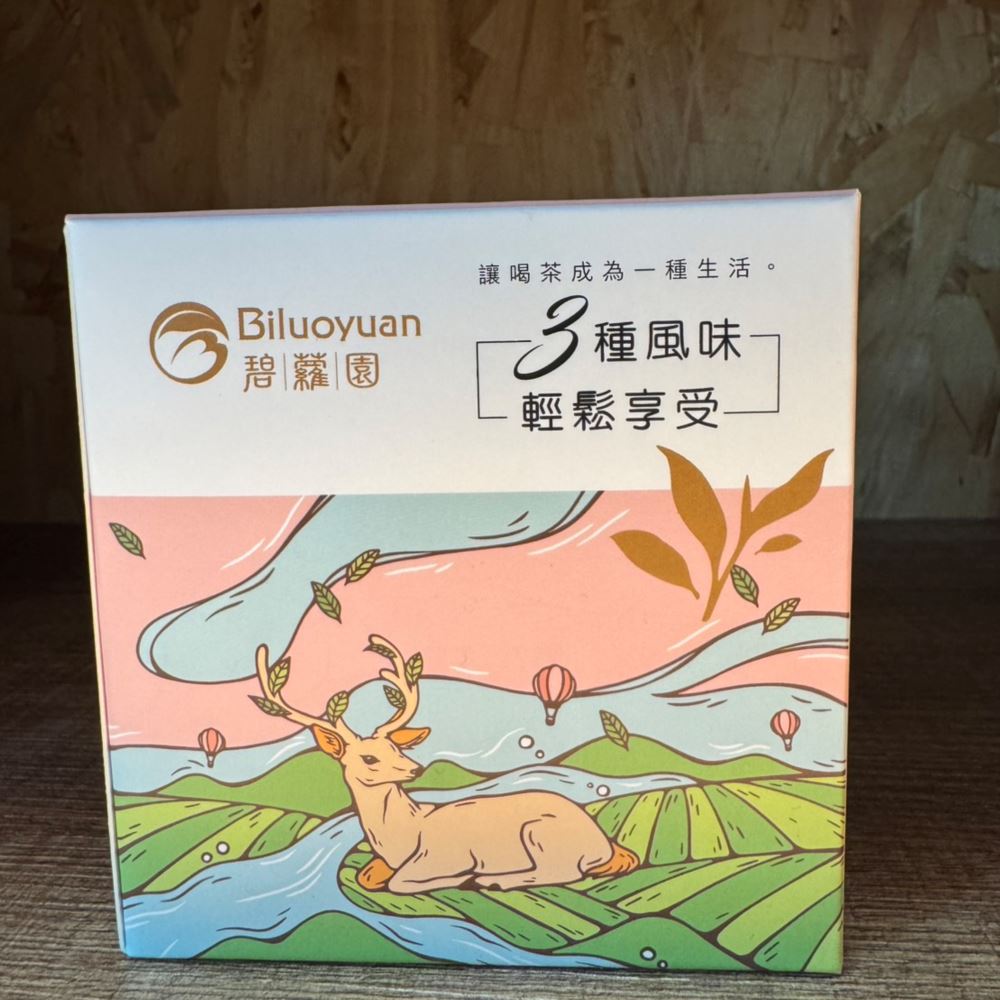 Biluoyuan
碧蘿園
讓喝茶成為一種生活。
3種風味
輕鬆享受